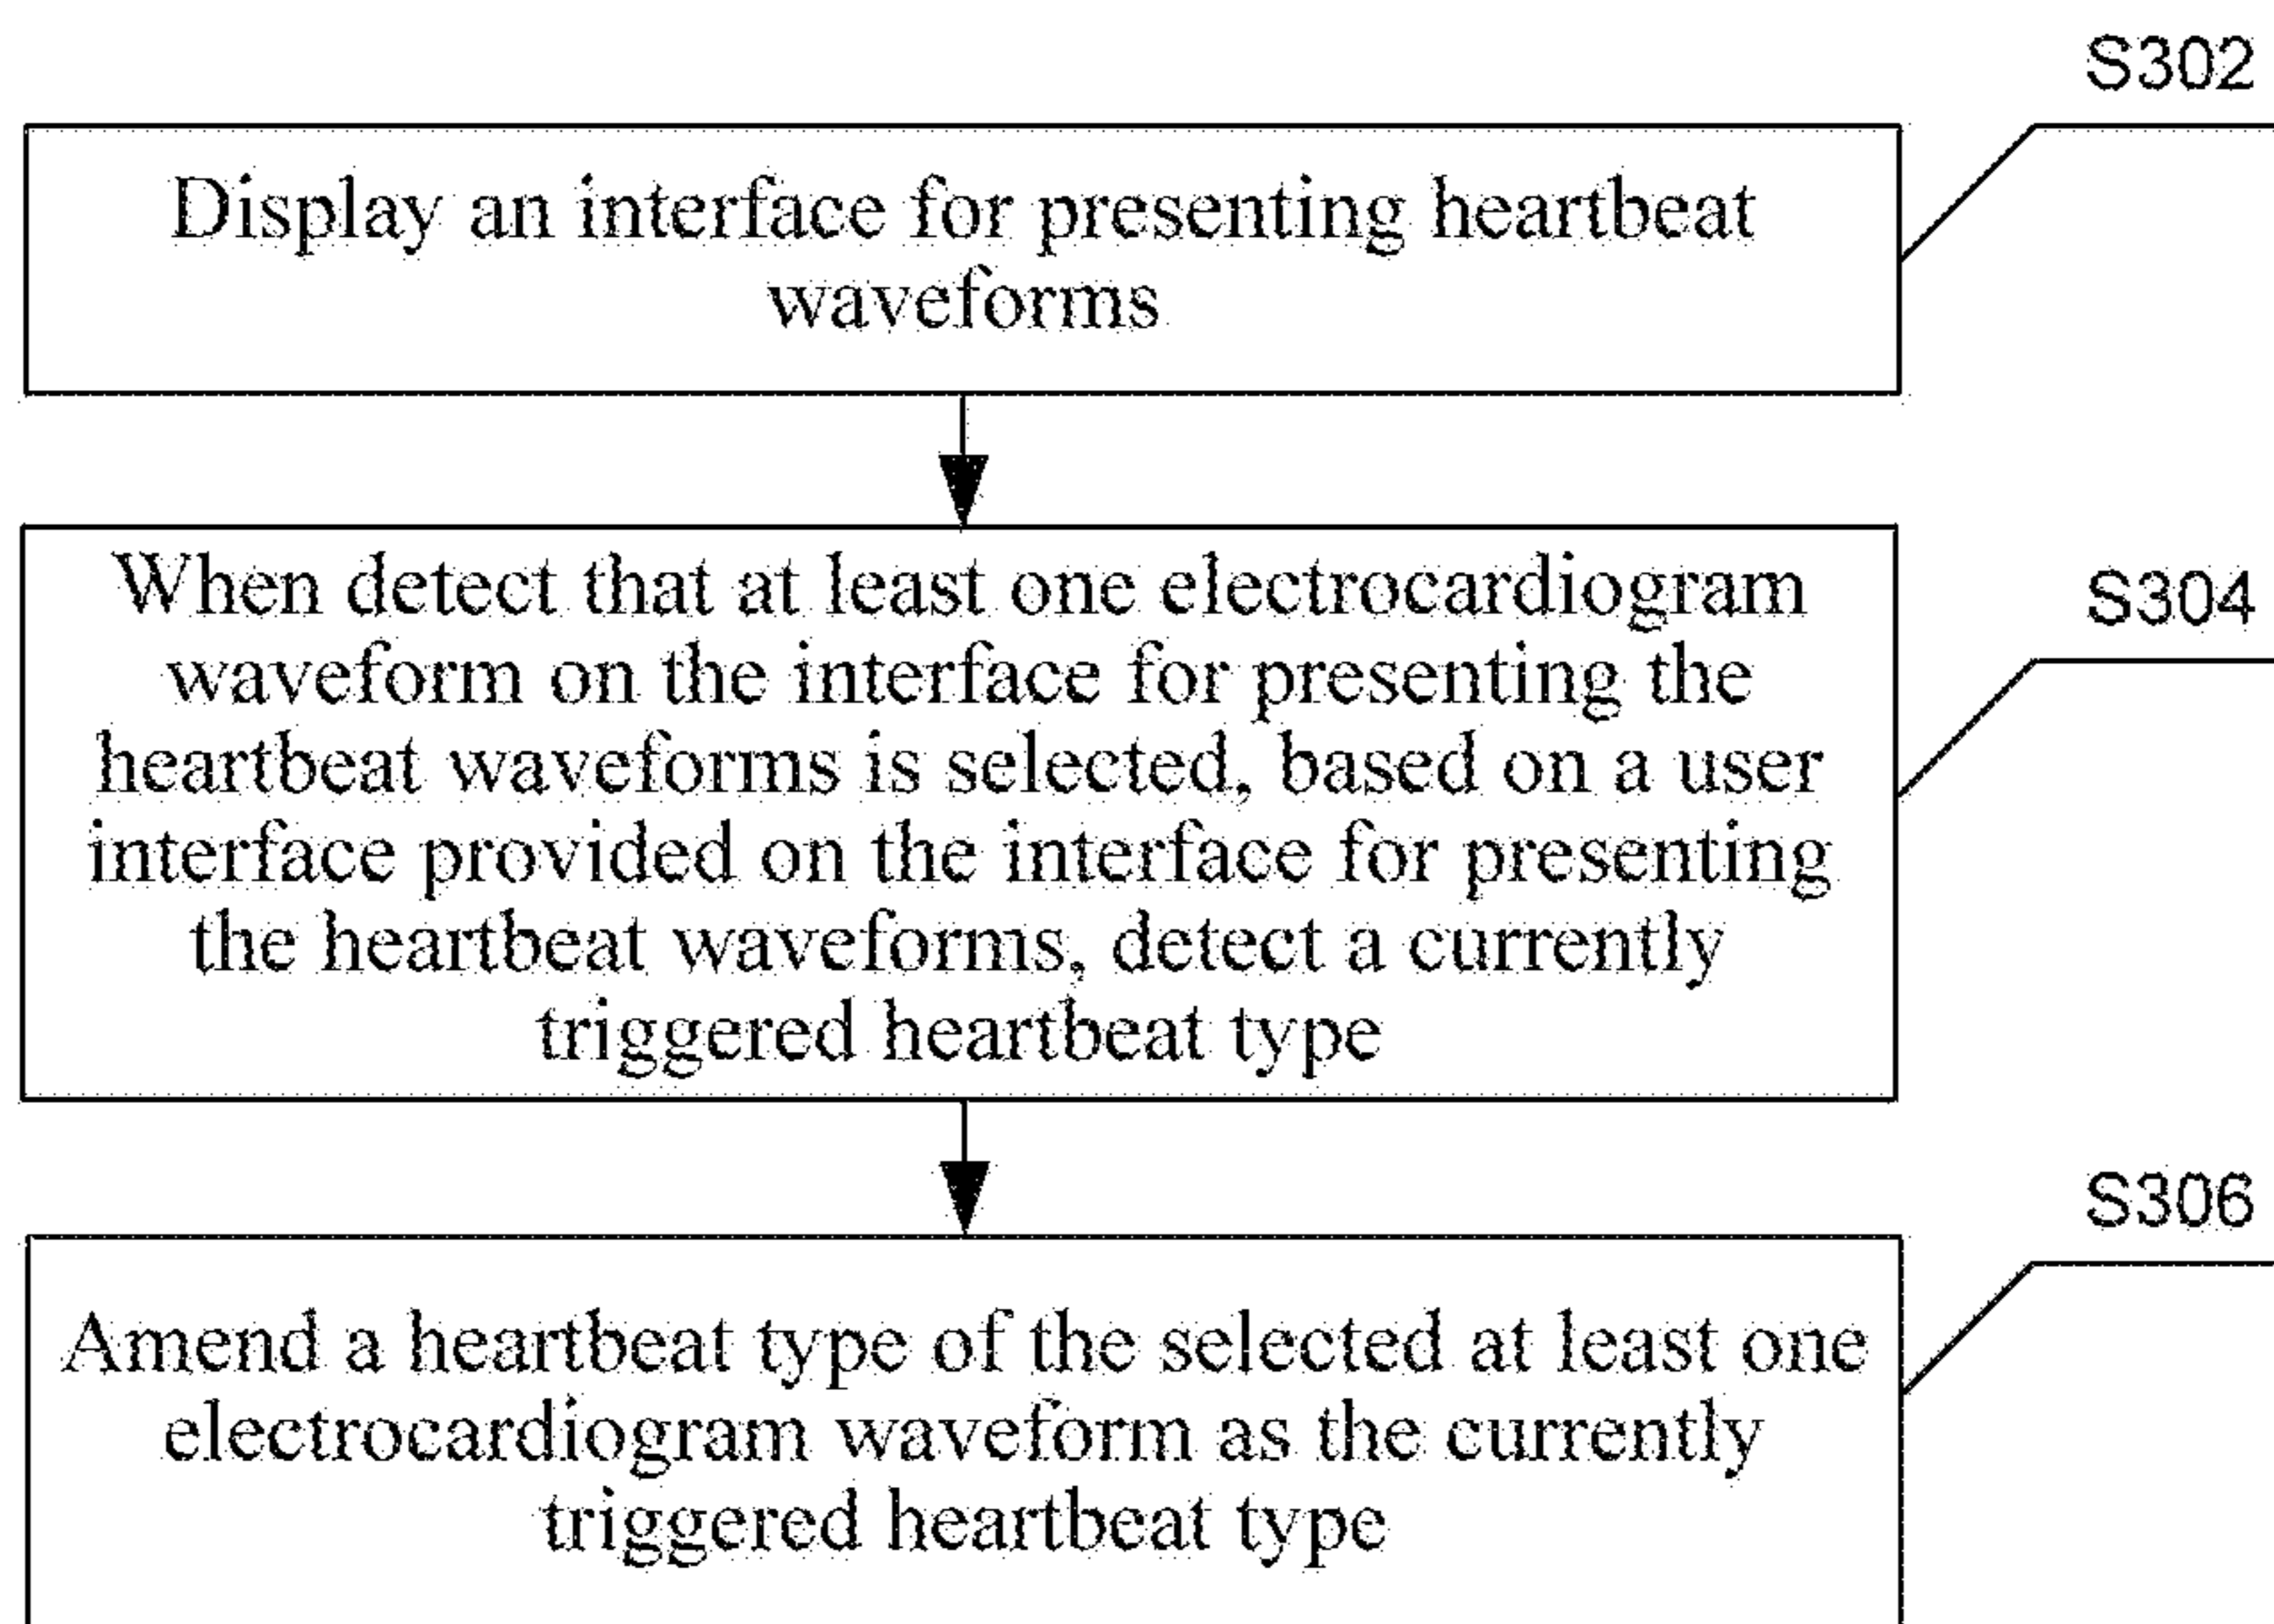 S302
Display an interface for presenting heartbeat
waveforms
S304
When detect that at least one electrocardiogram
waveform on the interface for presenting the
heartbeat waveforms is selected, based on a user
interface provided on the interface for presenting
the heartbeat waveforms, detect a currently
triggered heartbeat type
S306
Amend a heartbeat type of the selected at least one
electrocardiogram waveform as the currently
triggered heartbeat type